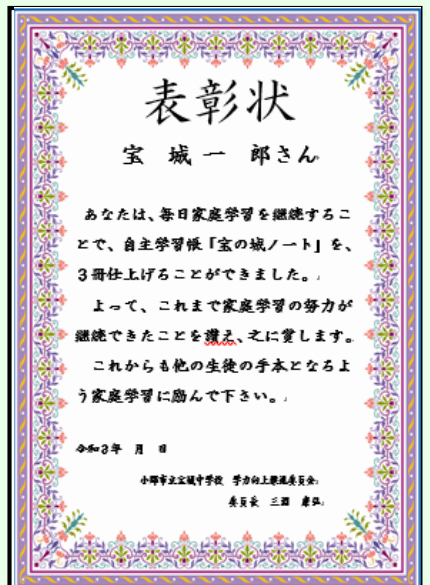 表彰状
宝　城 一　郎さん
あなたは、毎日家庭学習を継続するこ
とで、自主学習帳「宝の城ノート」を、
３冊仕上げることができました。
よって、これまで家庭学習の努力が
継続できたことを讃え、之に賞します。
これからも他の生徒の手本となるよ
う家庭学習に励んで下さい。
令和３年　月　日
小郡市立宝城中学校　学力向上推進委員会
委員長